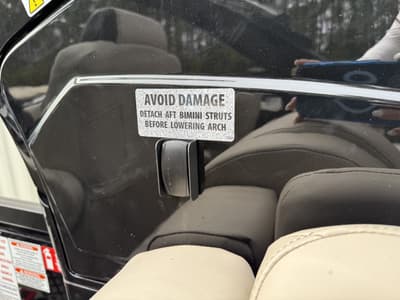 AVOID DAMAGE
DETACH AFT BIMINI STRUTS
BEFORE LOWERING ARCH